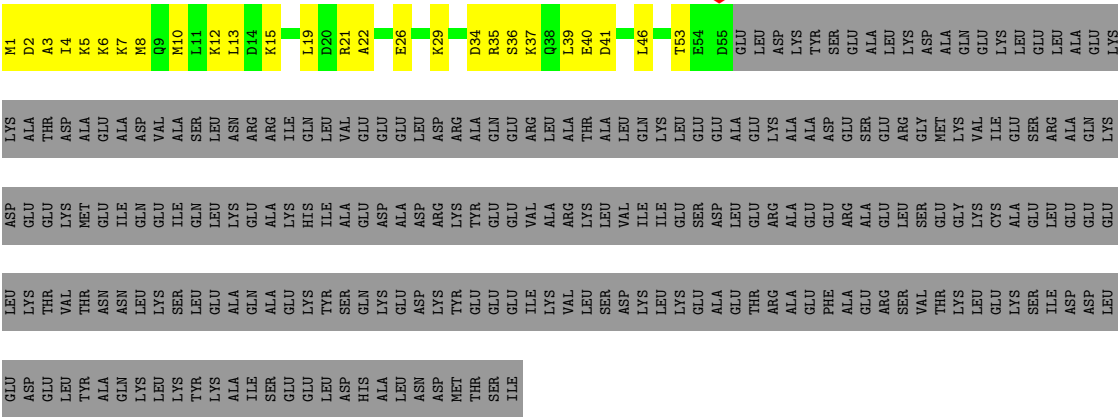 M1 D2 A3 I4 K5 K6 K7 M8 Q9 M10 L11 K12 L13 D14 K15 L19 D20 R21 A22 E26 K29 D34 R35 S36 K37 Q38 L39 E40 D41 L46 T53 E54 D55 GLU LEU ASP LYS TYR SER GLU ALA LEU LYS ASP ALA GLN GLU LYS LEU GLU LEU ALA GLU LYS
LYS ALA THR ASP ALA GLU ALA ASP VAL ALA SER LEU ASN ARG ARG ILE GLN LEU VAL GLU GLU GLU LEU ASP ARG ALA GLN GLU ARG LEU ALA THR ALA LEU GLN LYS LEU GLU GLU ALA GLU LYS ALA ALA ASP GLU SER GLU ARG GLY MET LYS VAL ILE GLU SER ARG ALA GLN LYS
ASP GLU GLU LYS MET GLU ILE GLN GLU ILE GLN LEU LYS GLU ALA LYS HIS ILE ALA GLU ASP ALA ASP ARG LYS TYR GLU GLU VAL ALA ARG LYS LEU VAL ILE ILE GLU SER ASP LEU GLU ARG ALA GLU GLU ARG ALA GLU LEU SER GLU GLY LYS CYS ALA GLU LEU GLU GLU GLU
LEU LYS THR VAL THR ASN ASN LEU LYS SER LEU GLU ALA GLN ALA GLU LYS TYR SER GLN LYS GLU ASP LYS TYR GLU GLU GLU ILE LYS VAL LEU SER ASP LYS LEU LYS GLU ALA GLU THR ARG ALA GLU PHE ALA GLU ARG SER VAL THR LYS LEU GLU LYS SER ILE ASP ASP LEU
GLU ASP GLU LEU TYR ALA GLN LYS LEU LYS TYR LYS ALA ILE SER GLU GLU LEU ASP HIS ALA LEU ASN ASP MET THR SER ILE